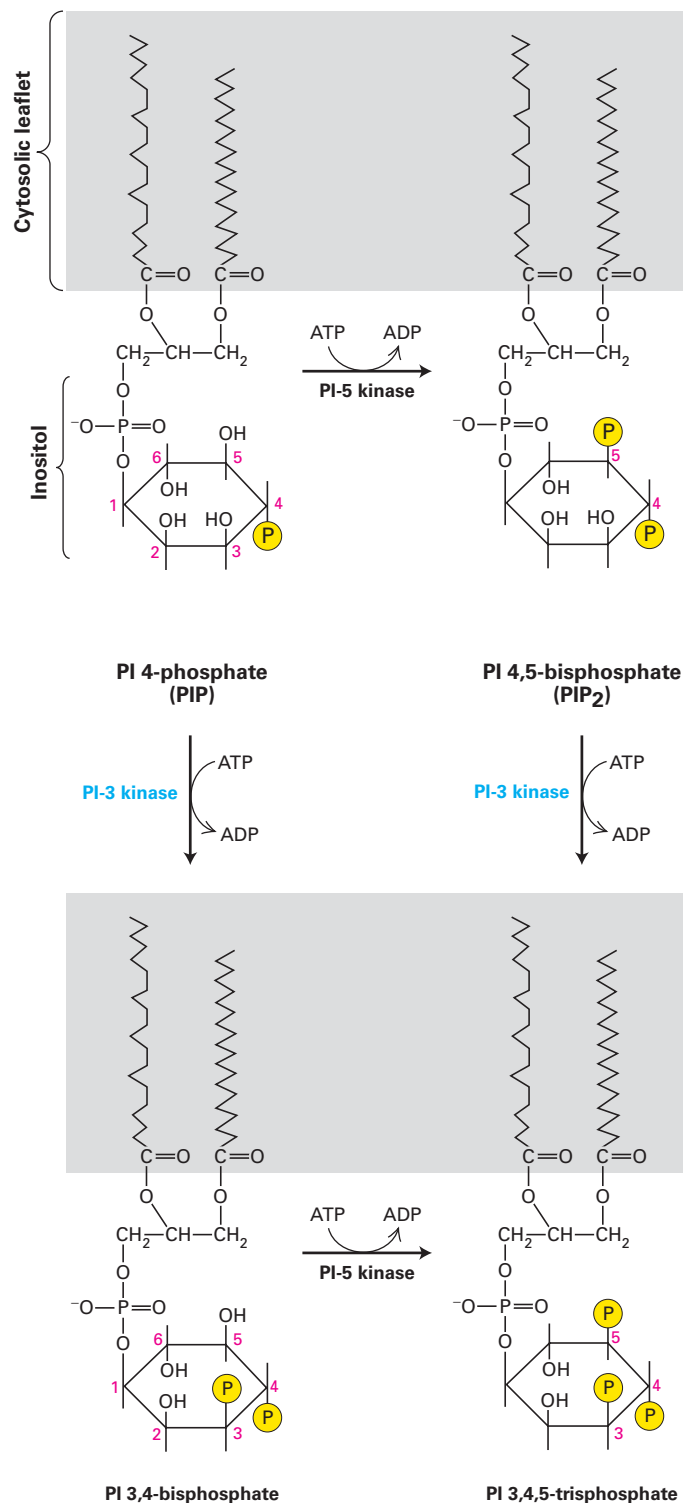 Cytosolic leaflet
C=O C=O C=O C=O
O O O O
CH2—CH—CH2 CH2—CH—CH2
ATP ADP
PI-5 kinase
Inositol
O O
⁻O—P=O ⁻O—P=O
O O
OH P
6 5 5
OH OH
1 4 4
OH HO P OH HO P
2 3
PI 4-phosphate
(PIP)
PI 4,5-bisphosphate
(PIP2)
ATP ATP
PI-3 kinase PI-3 kinase
ADP ADP
C=O C=O C=O C=O
O O O O
CH2—CH—CH2 CH2—CH—CH2
ATP ADP
PI-5 kinase
O O
⁻O—P=O ⁻O—P=O
O O
OH P
6 5 5
OH OH
1 4 4
OH P P OH P P
2 3 3
PI 3,4-bisphosphate
PI 3,4,5-trisphosphate